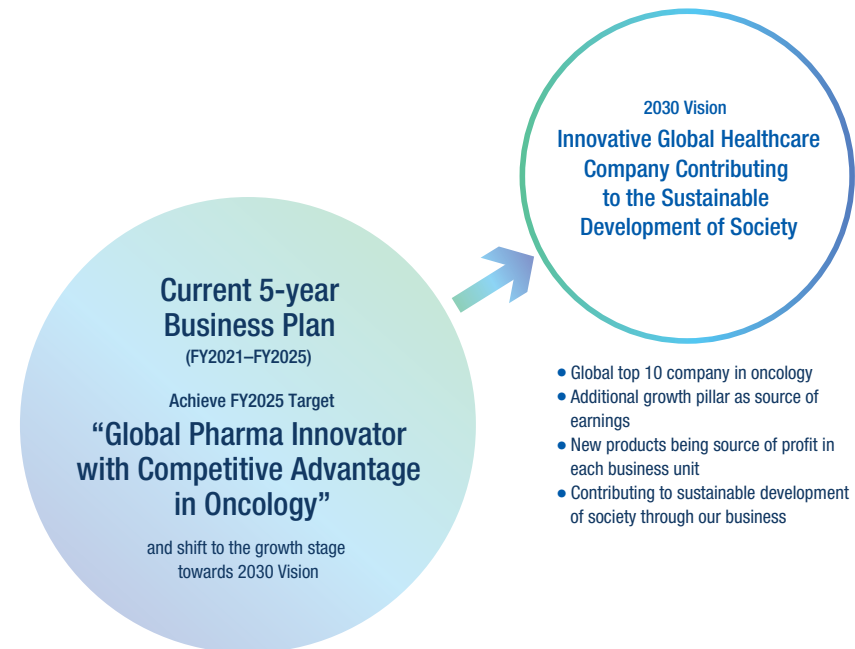 2030 Vision
Innovative Global Healthcare
Company Contributing
to the Sustainable
Development of Society
Current 5-year
Business Plan
(FY2021–FY2025)
Achieve FY2025 Target
“Global Pharma Innovator
with Competitive Advantage
in Oncology”
and shift to the growth stage
towards 2030 Vision
● Global top 10 company in oncology
● Additional growth pillar as source of
earnings
● New products being source of profit in
each business unit
● Contributing to sustainable development
of society through our business